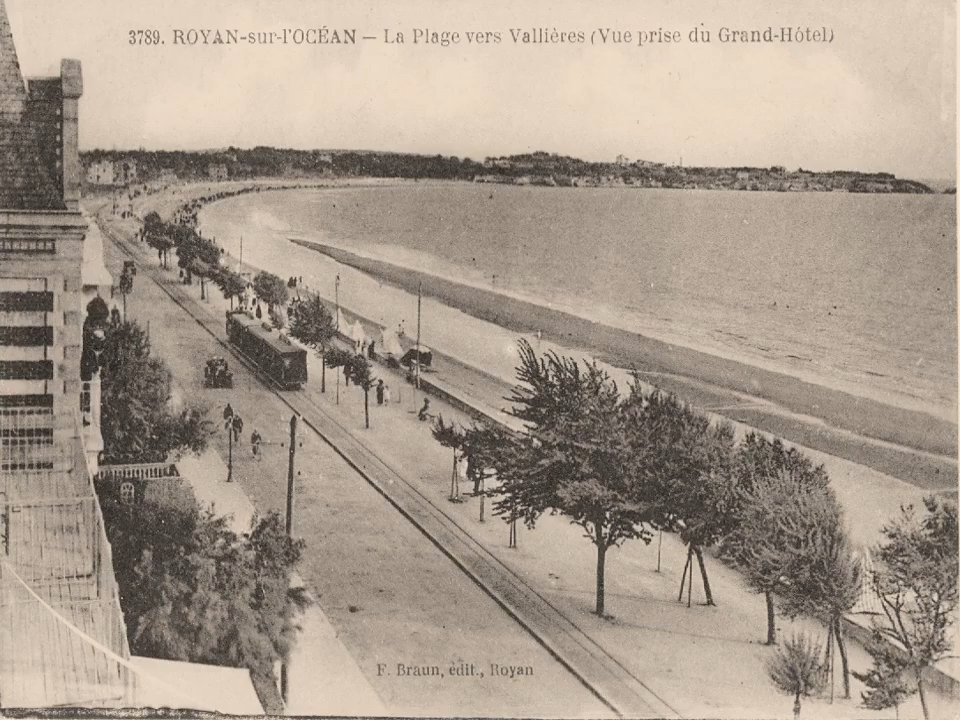 3789. ROYAN-sur-l'OCÉAN — La Plage vers Vallières (Vue prise du Grand-Hôtel)
F. Braun, édit., Royan